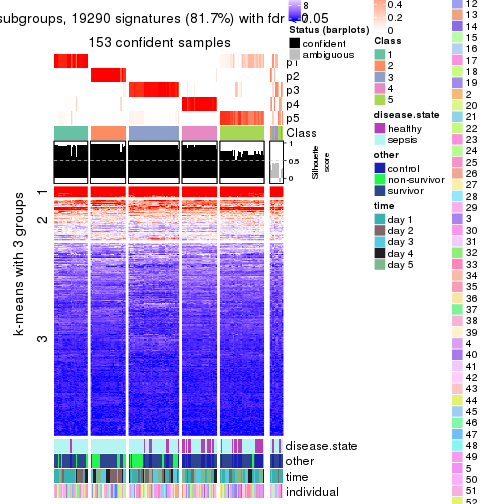 subgroups, 19290 signatures (81.7%) with fdr < 0.05
153 confident samples
p2
p3
p4
p5
Class
1
0.5
0
Silhouette
score
k-means with 3 groups
1
2
3
disease.state
other
time
individual
8
0
Status (barplots)
confident
ambiguous
0.4
0.2
0
Class
1
2
3
4
5
disease.state
healthy
sepsis
other
control
non-survivor
survivor
time
day 1
day 2
day 3
day 4
day 5
12
13
14
15
16
17
18
19
2
20
21
22
23
24
25
26
27
28
29
3
30
31
32
33
34
35
36
37
38
39
4
40
41
42
43
44
45
46
47
48
49
5
50
51